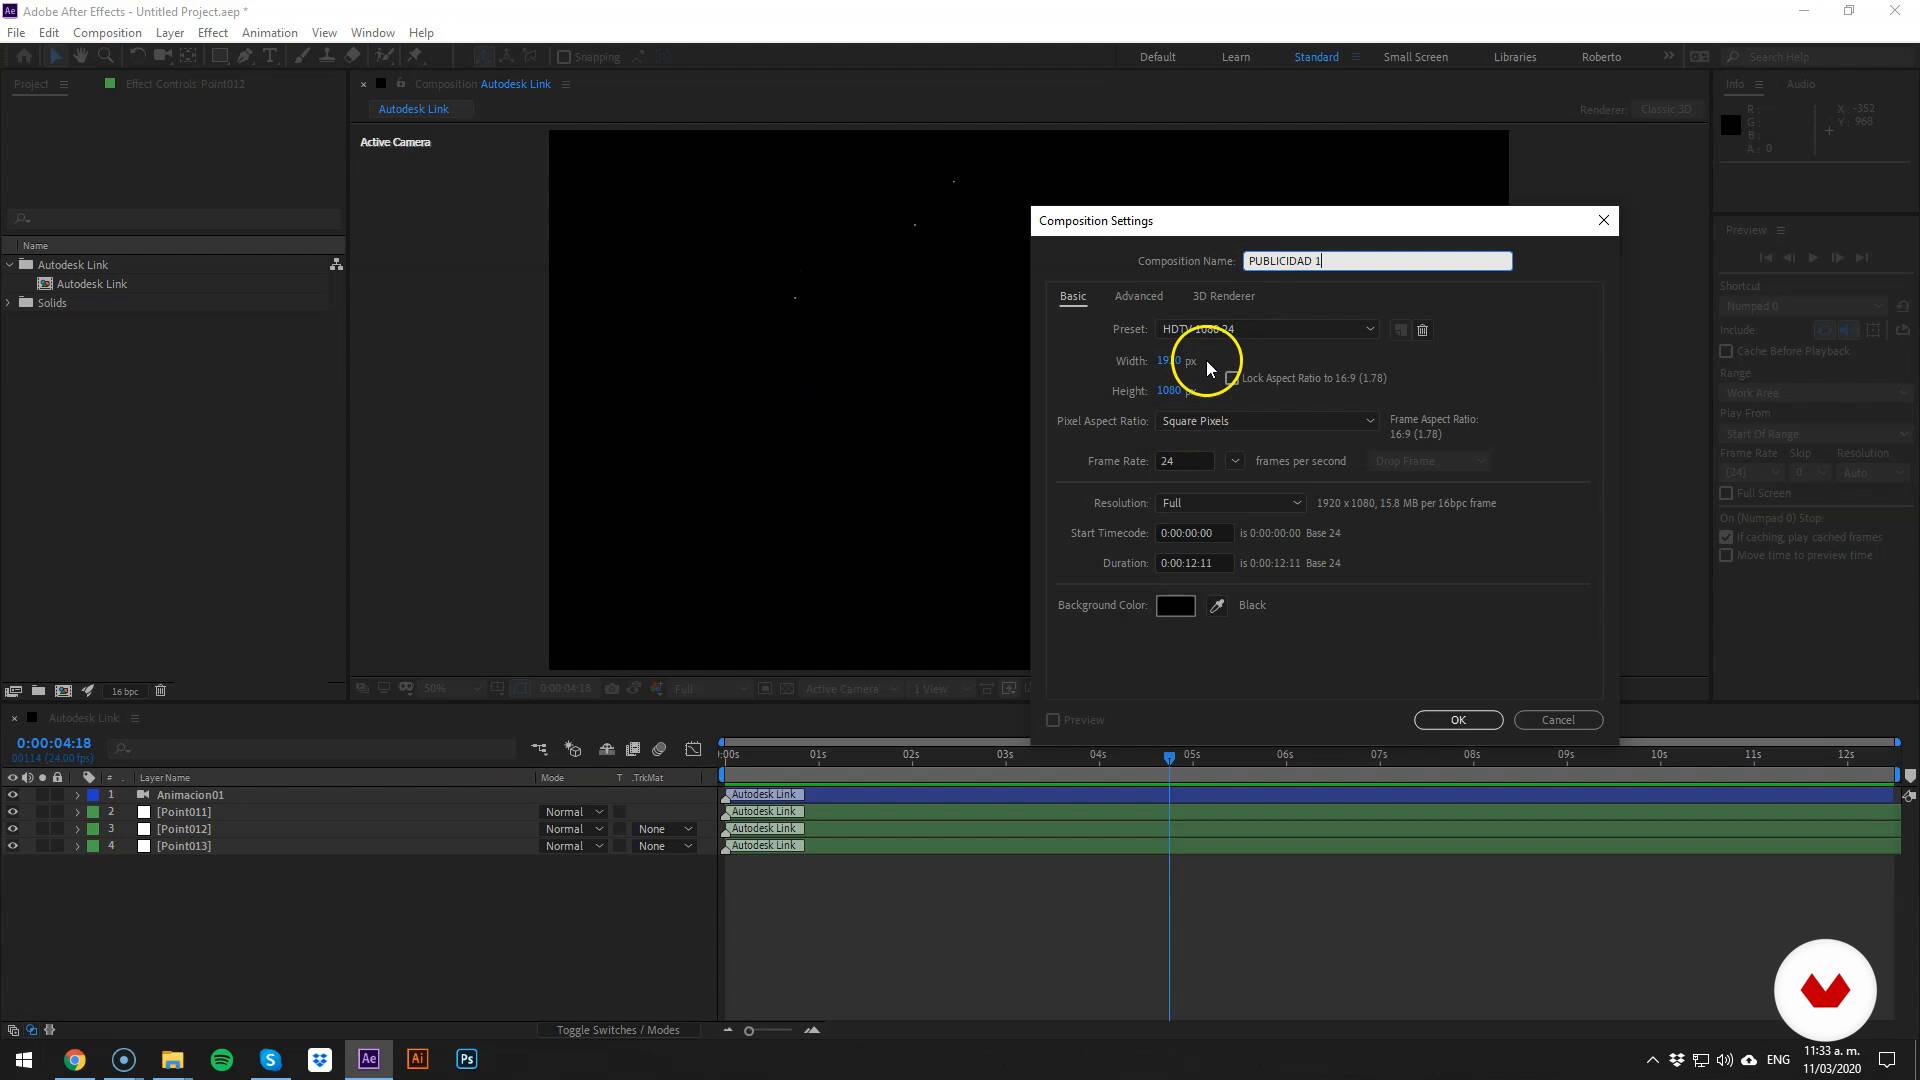 Adobe After Effects - Untitled Project.aep *
File Edit Composition Layer Effect Animation View Window Help
Snapping Default Learn Standard Small Screen Libraries Roberto Search Help
Project Effect Controls Point012
Composition Autodesk Link
Info Audio
Autodesk Link
Renderer: Classic 3D
Active Camera
R :
G :
B :
A : 0
X : -352
Y : 968
Composition Settings
Composition Name: PUBLICIDAD 1
Basic Advanced 3D Renderer
Preset: HDTV 1080 24
Width: 1920 px
Lock Aspect Ratio to 16:9 (1.78)
Height: 1080 px
Pixel Aspect Ratio: Square Pixels
Frame Aspect Ratio:
16:9 (1.78)
Frame Rate: 24 frames per second Drop Frame
Resolution: Full 1920 x 1080, 15.8 MB per 16bpc frame
Start Timecode: 0:00:00:00 is 0:00:00:00 Base 24
Duration: 0:00:12:11 is 0:00:12:11 Base 24
Background Color: Black
Preview OK Cancel
Name
Autodesk Link
Autodesk Link
Solids
Preview
Shortcut
Numpad 0
Include:
Cache Before Playback
Range
Work Area
Play From
Start Of Range
Frame Rate Skip Resolution
(24) 0 Auto
Full Screen
On (Numpad 0) Stop:
If caching, play cached frames
Move time to preview time
16 bpc
50% 0:00:04:18 Full Active Camera 1 View
Autodesk Link
0:00:04:18
00114 (24.00 fps)
:00s 01s 02s 03s 04s 05s 06s 07s 08s 09s 10s 11s 12s
# Layer Name Mode T .TrkMat
1 Animacion01 Autodesk Link
2 [Point011] Normal Autodesk Link
3 [Point012] Normal None Autodesk Link
4 [Point013] Normal None Autodesk Link
Toggle Switches / Modes
Ae Ai Ps
ENG
11:33 a. m.
11/03/2020